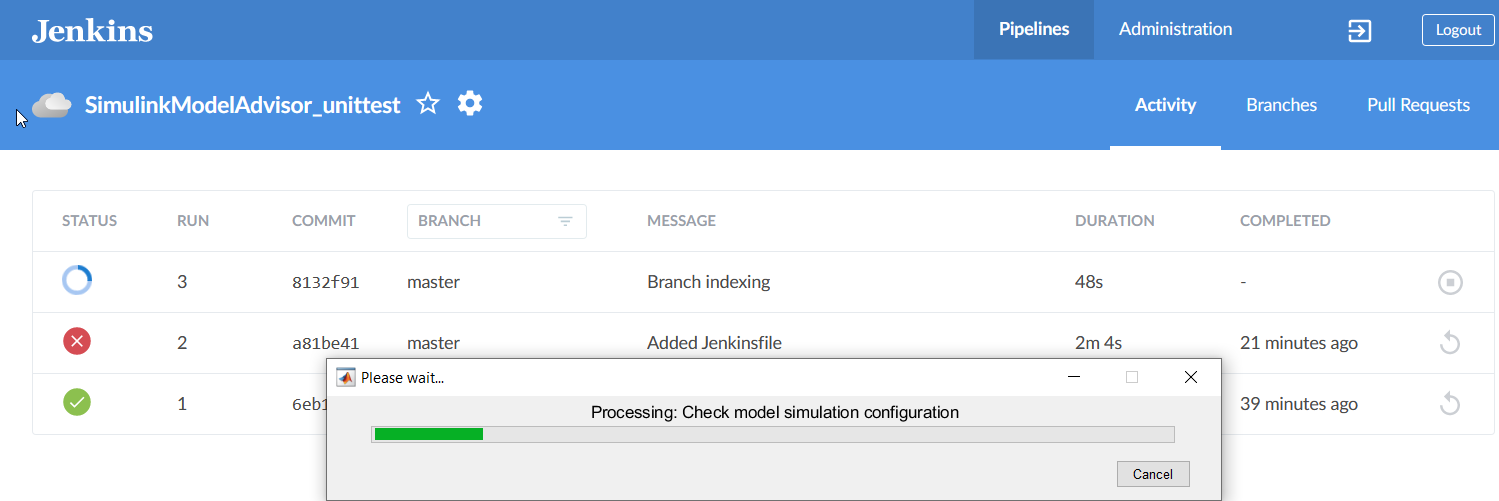 Jenkins Pipelines Administration Logout
SimulinkModelAdvisor_unittest Activity Branches Pull Requests
STATUS RUN COMMIT BRANCH MESSAGE DURATION COMPLETED
3 8132f91 master Branch indexing 48s -
2 a81be41 master Added Jenkinsfile 2m 4s 21 minutes ago
Please wait...
1 39 minutes ago
Processing: Check model simulation configuration
Cancel